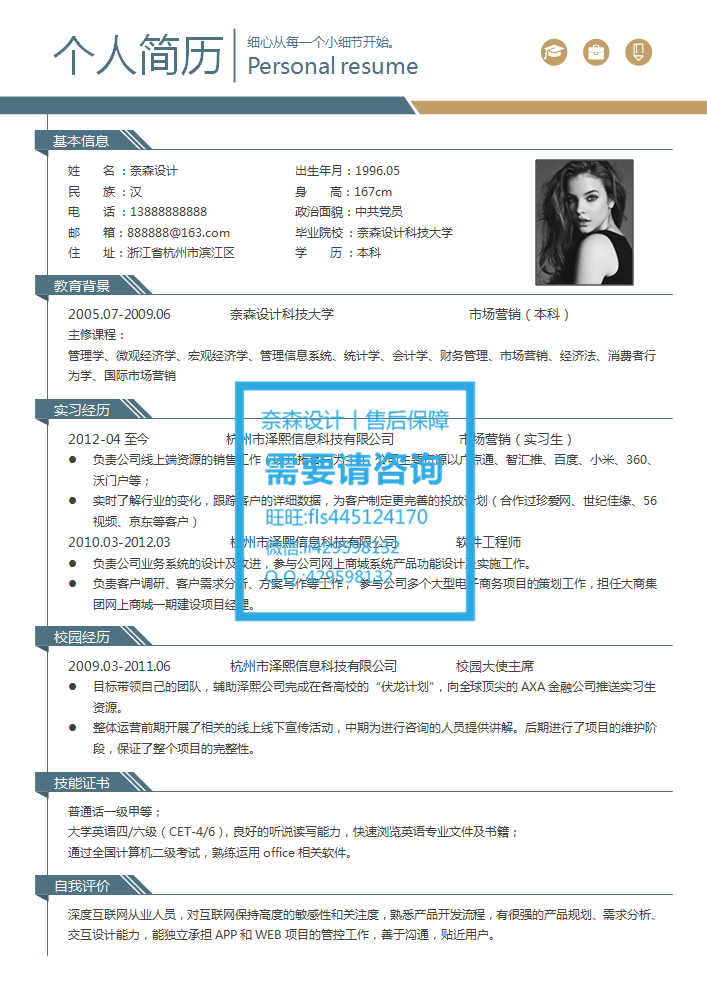 个人简历
细心从每一个小细节开始。
Personal resume
基本信息
姓 名：奈森设计 出生年月：1996.05
民 族：汉 身 高：167cm
电 话：13888888888 政治面貌：中共党员
邮 箱：888888@163.com 毕业院校：奈森设计科技大学
住 址：浙江省杭州市滨江区 学 历：本科
教育背景
2005.07-2009.06 奈森设计科技大学 市场营销（本科）
主修课程：
管理学、微观经济学、宏观经济学、管理信息系统、统计学、会计学、财务管理、市场营销、经济法、消费者行
为学、国际市场营销
实习经历
奈森设计丨售后保障
2012-04 至今 杭州市泽熙信息科技有限公司 市场营销（实习生）
● 负责公司线上端资源的销售工作 点通、智汇推、百度、小米、360、
沃门户等；
需要请咨询
● 实时了解行业的变化，跟踪客户的详细数据，为客户制定更完善的投放计划（合作过珍爱网、世纪佳缘、56
视频、京东等客户）
旺旺:fls445124170
2010.03-2012.03 杭州市泽熙信息科技有限公司 软件工程师
微信:fl429598132
● 负责公司业务系统的设计及改进，参与公司网上商城系统产品功能设计及实施工作。
QQ:429598132
● 负责客户调研、客户需求分析、方案写作等工作，参与公司多个大型电子商务项目的策划工作，担任大商集
团网上商城一期建设项目经理。
校园经历
2009.03-2011.06 杭州市泽熙信息科技有限公司 校园大使主席
● 目标带领自己的团队，辅助泽熙公司完成在各高校的“伏龙计划”，向全球顶尖的 AXA 金融公司推送实习生
资源。
● 整体运营前期开展了相关的线上线下宣传活动，中期为进行咨询的人员提供讲解。后期进行了项目的维护阶
段，保证了整个项目的完整性。
技能证书
普通话一级甲等；
大学英语四/六级（CET-4/6），良好的听说读写能力，快速浏览英语专业文件及书籍；
通过全国计算机二级考试，熟练运用 office 相关软件。
自我评价
深度互联网从业人员，对互联网保持高度的敏感性和关注度，熟悉产品开发流程，有很强的产品规划、需求分析、
交互设计能力，能独立承担 APP 和 WEB 项目的管控工作，善于沟通，贴近用户。